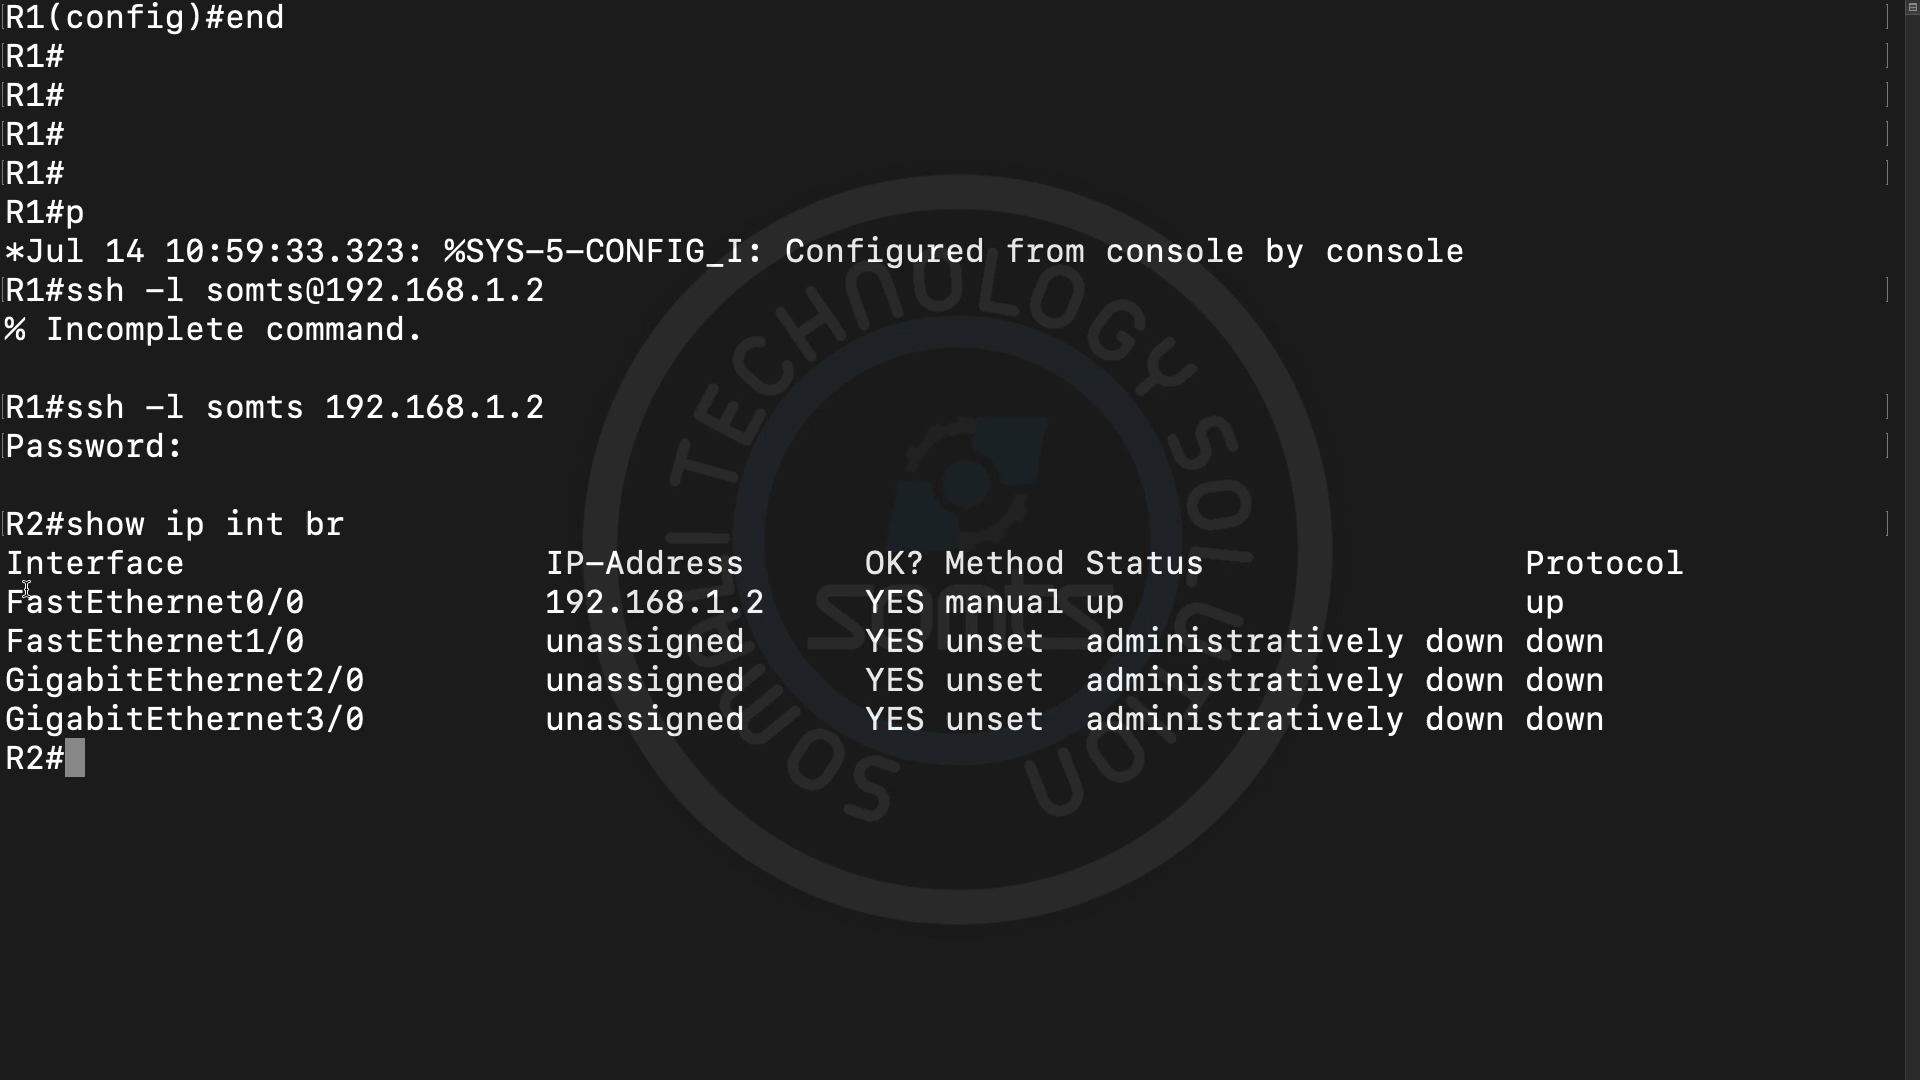 R1(config)#end
R1#
R1#
R1#
R1#
R1#p
*Jul 14 10:59:33.323: %SYS-5-CONFIG_I: Configured from console by console
R1#ssh -l somts@192.168.1.2
% Incomplete command.
R1#ssh -l somts 192.168.1.2
Password:
R2#show ip int br
Interface IP-Address OK? Method Status Protocol
FastEthernet0/0 192.168.1.2 YES manual up up
FastEthernet1/0 unassigned YES unset administratively down down
GigabitEthernet2/0 unassigned YES unset administratively down down
GigabitEthernet3/0 unassigned YES unset administratively down down
R2#
SOMALI TECHNOLOGY SOLUTION
somts